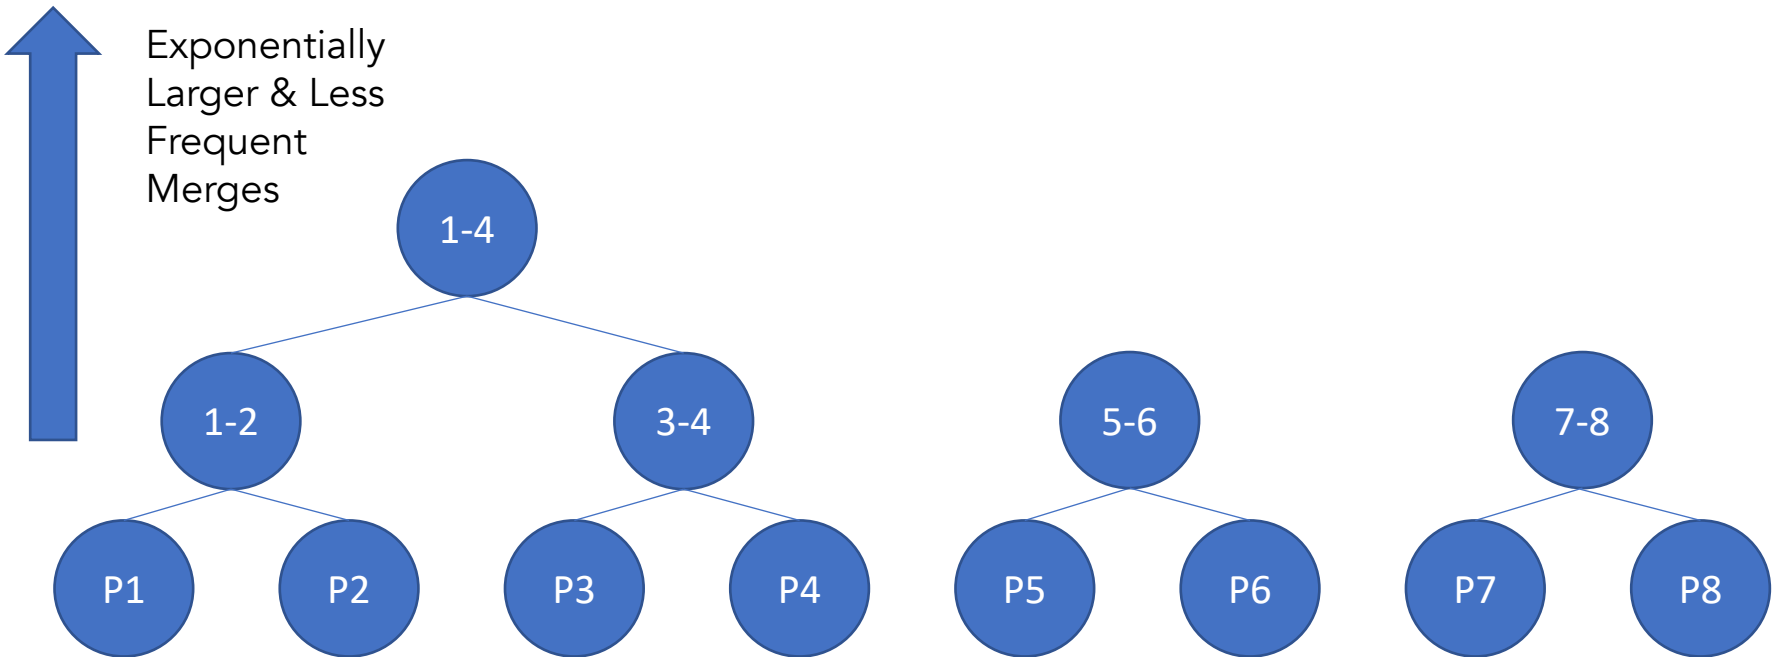 Exponentially
Larger & Less
Frequent
Merges
1-4
1-2
3-4
5-6
7-8
P1
P2
P3
P4
P5
P6
P7
P8